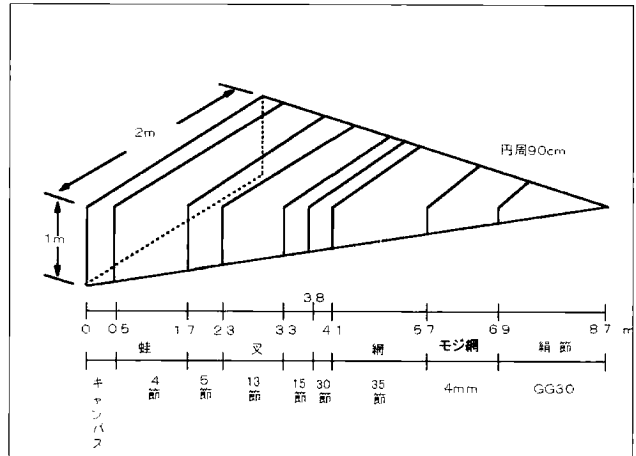 2m
円周90cm
1m
3.8
0 0.5 1.7 2.3 3.3 4.1 5.7 6.9 8.7 m
蛙 叉 網 モジ網 絹篩
キャンバス 4節 5節 13節 15節 30節 35節 4mm GG30